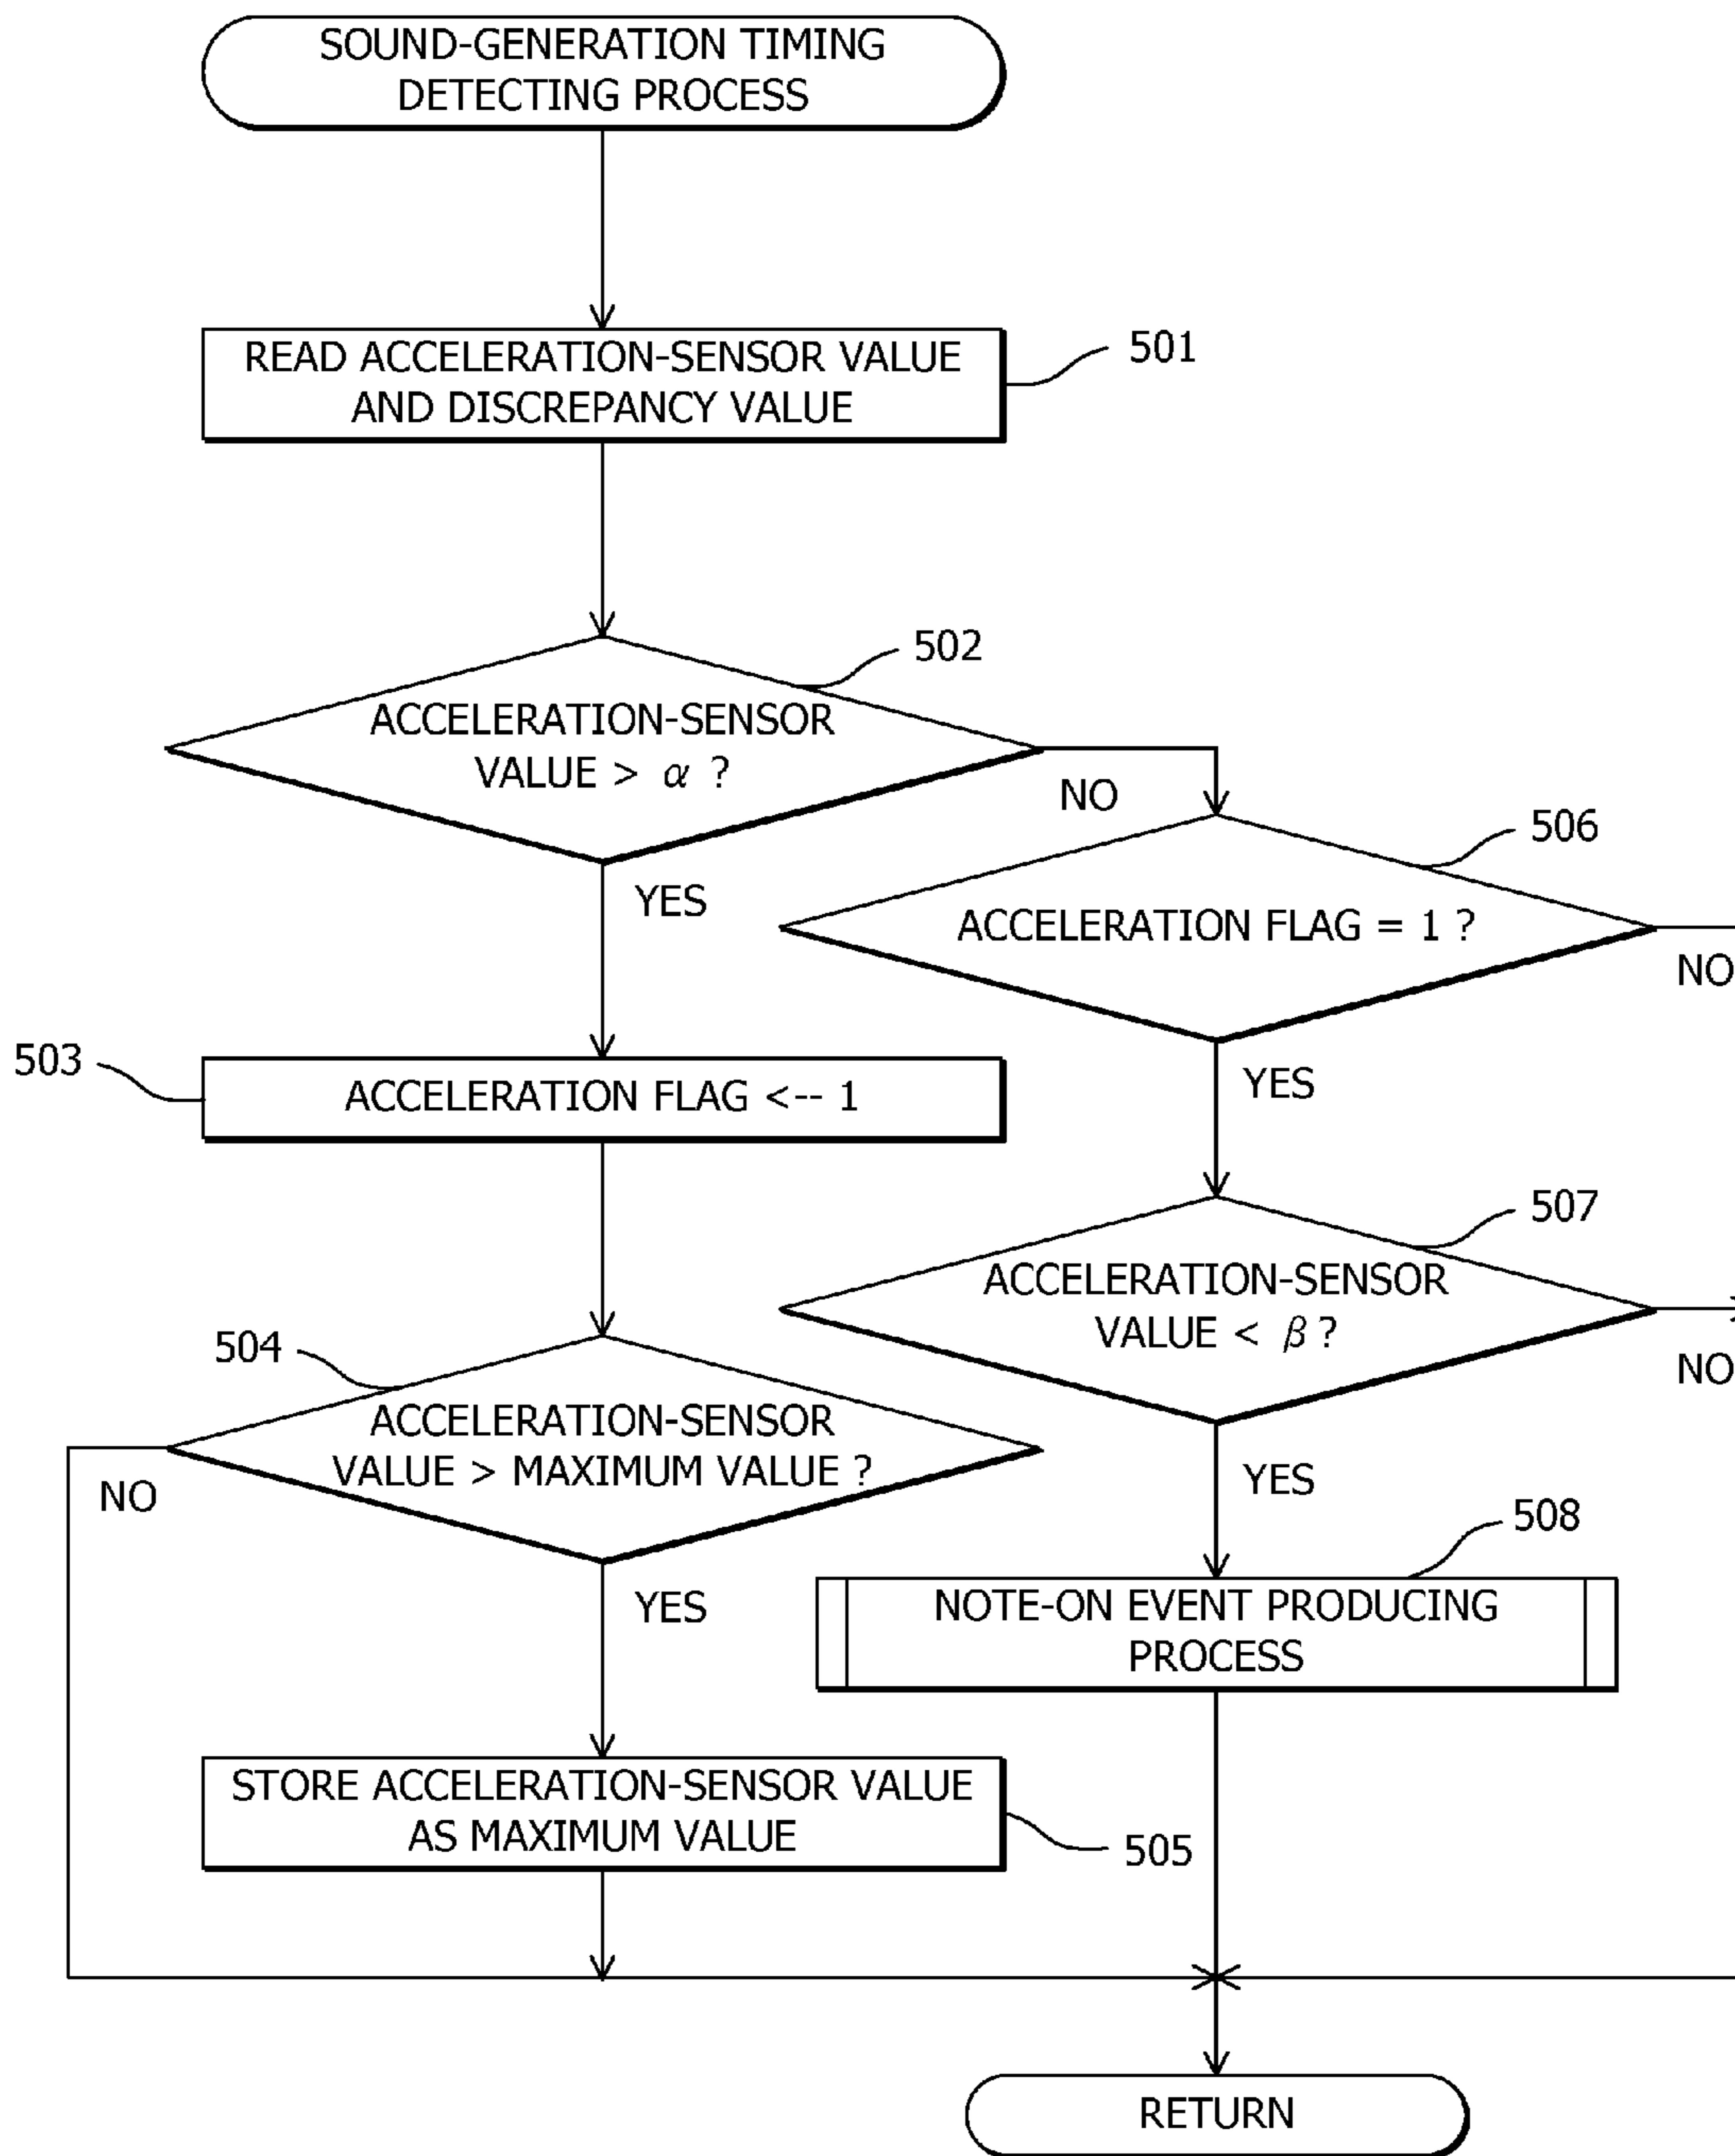 SOUND-GENERATION TIMING
DETECTING PROCESS
READ ACCELERATION-SENSOR VALUE
AND DISCREPANCY VALUE
501
502
ACCELERATION-SENSOR
VALUE > α ?
NO
YES
506
ACCELERATION FLAG = 1 ?
NO
YES
503
ACCELERATION FLAG <-- 1
507
ACCELERATION-SENSOR
VALUE < β ?
NO
YES
504
ACCELERATION-SENSOR
VALUE > MAXIMUM VALUE ?
NO
YES
508
NOTE-ON EVENT PRODUCING
PROCESS
STORE ACCELERATION-SENSOR VALUE
AS MAXIMUM VALUE
505
RETURN